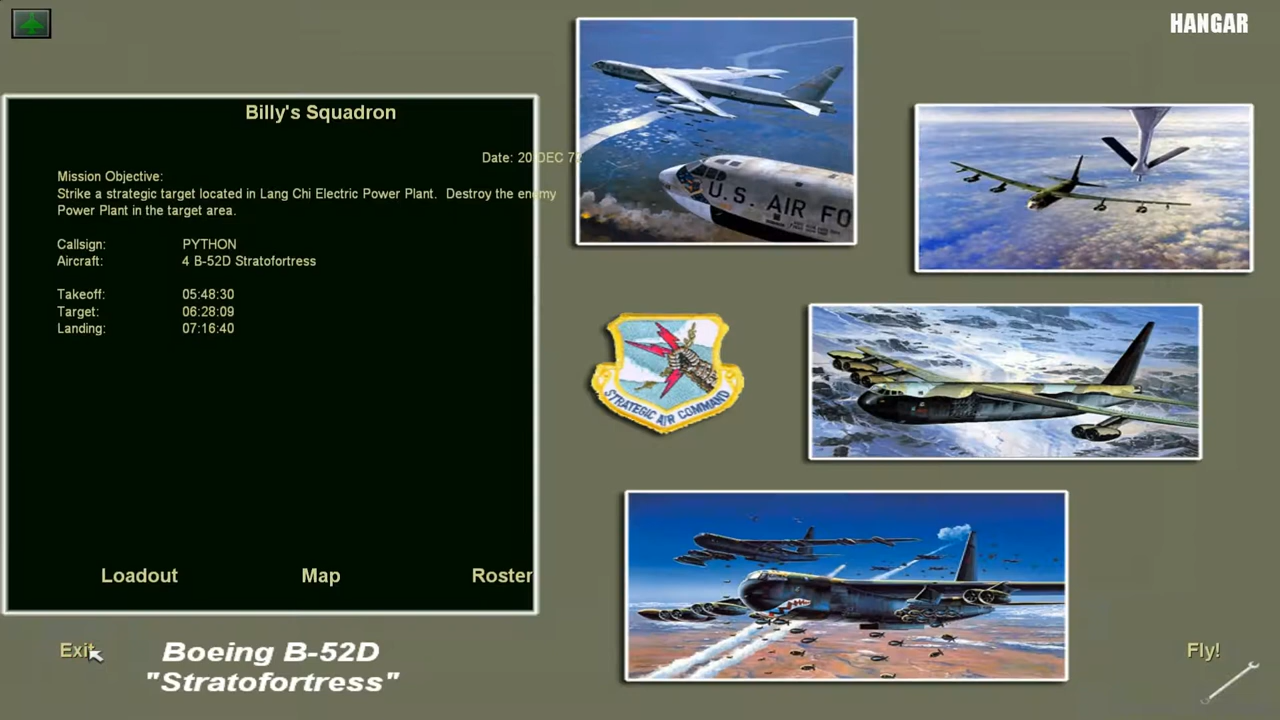 HANGAR
Billy's Squadron
Date: 20 DEC 72
Mission Objective:
Strike a strategic target located in Lang Chi Electric Power Plant. Destroy the enemy
Power Plant in the target area.
Callsign: PYTHON
Aircraft: 4 B-52D Stratofortress
Takeoff: 05:48:30
Target: 06:28:09
Landing: 07:16:40
Loadout Map Roster
U.S. AIR FO
STRATEGIC AIR COMMAND
Exit
Boeing B-52D
"Stratofortress"
Fly!